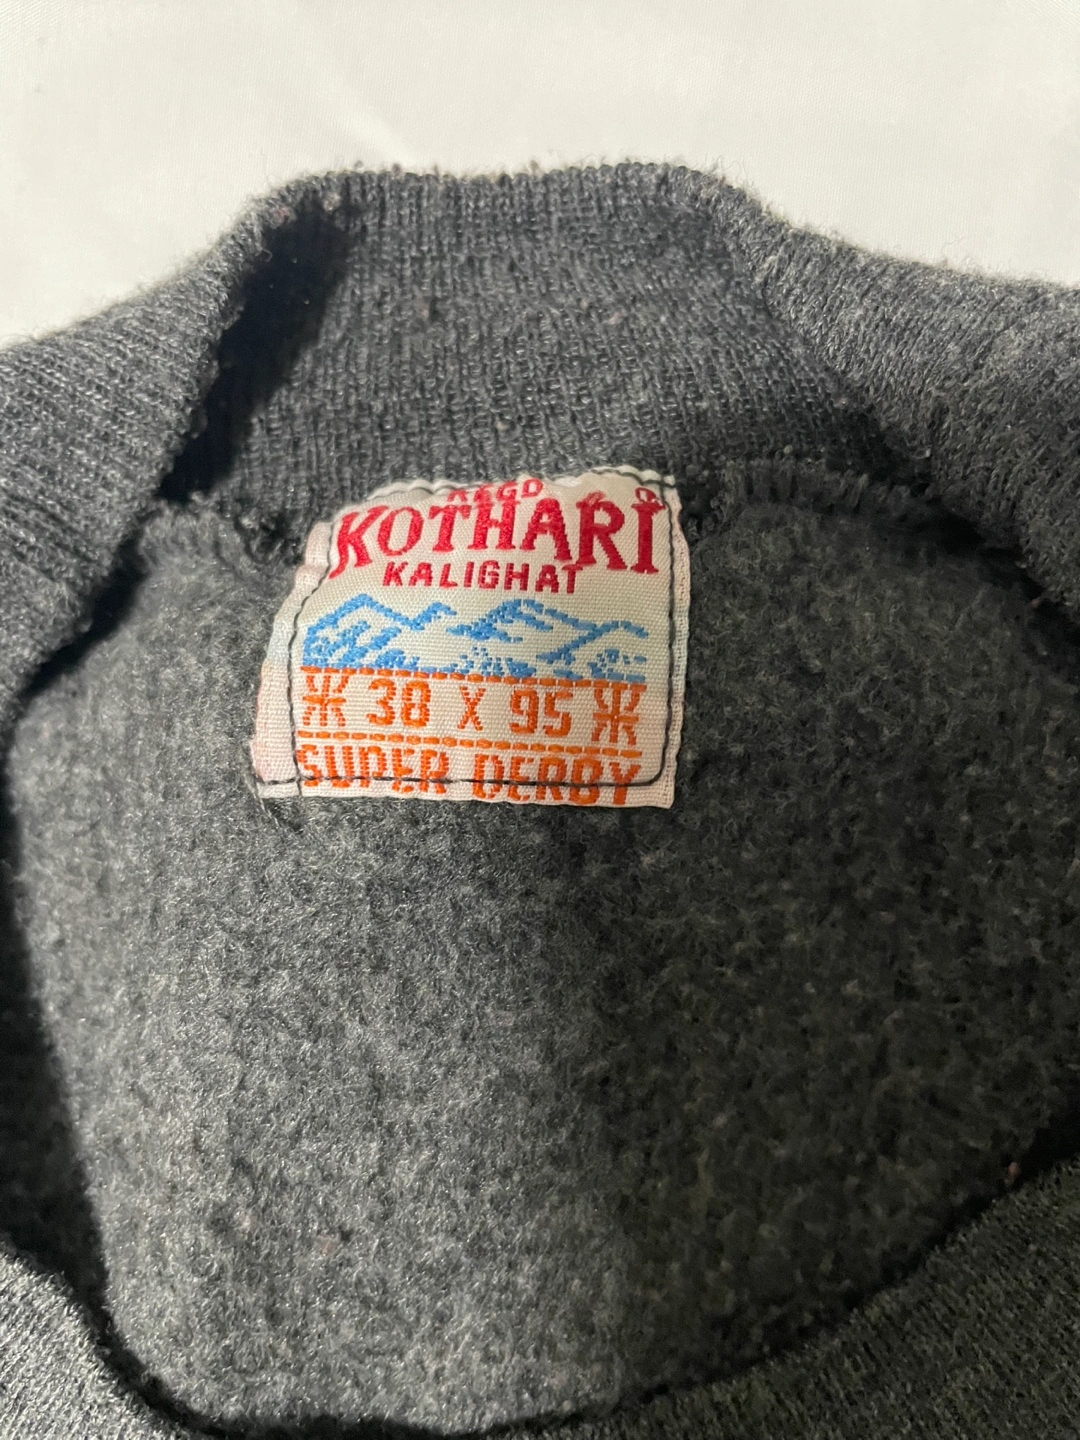 REGD
KOTHARI
KALIGHAT
38 X 95
SUPER DERBY